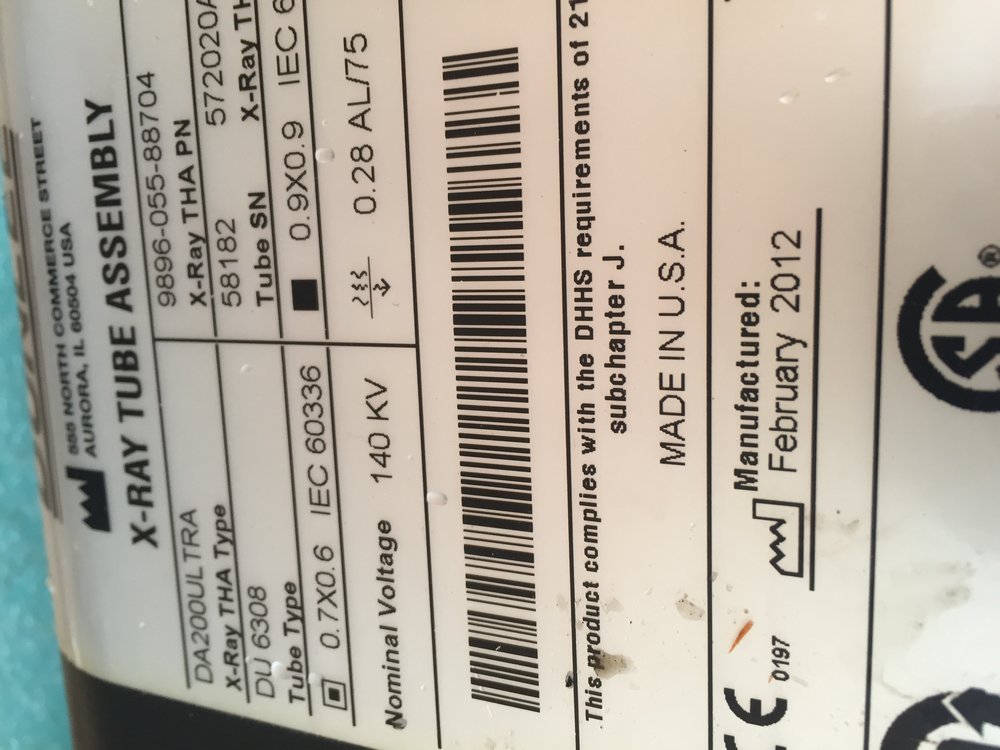 555 NORTH COMMERCE STREET
AURORA, IL 60504 USA
X-RAY TUBE ASSEMBLY
DA200ULTRA 9896-055-88704
X-Ray THA Type X-Ray THA PN
DU 6308 58182 572020
Tube Type Tube SN X-Ray
0.7X0.6 IEC 60336 0.9X0.9 IEC
Nominal Voltage 140 KV 0.28 AL/75
This product complies with the DHHS requirements of 21
subchapter J.
MADE IN U.S.A.
CE 0197
Manufactured:
February 2012
®